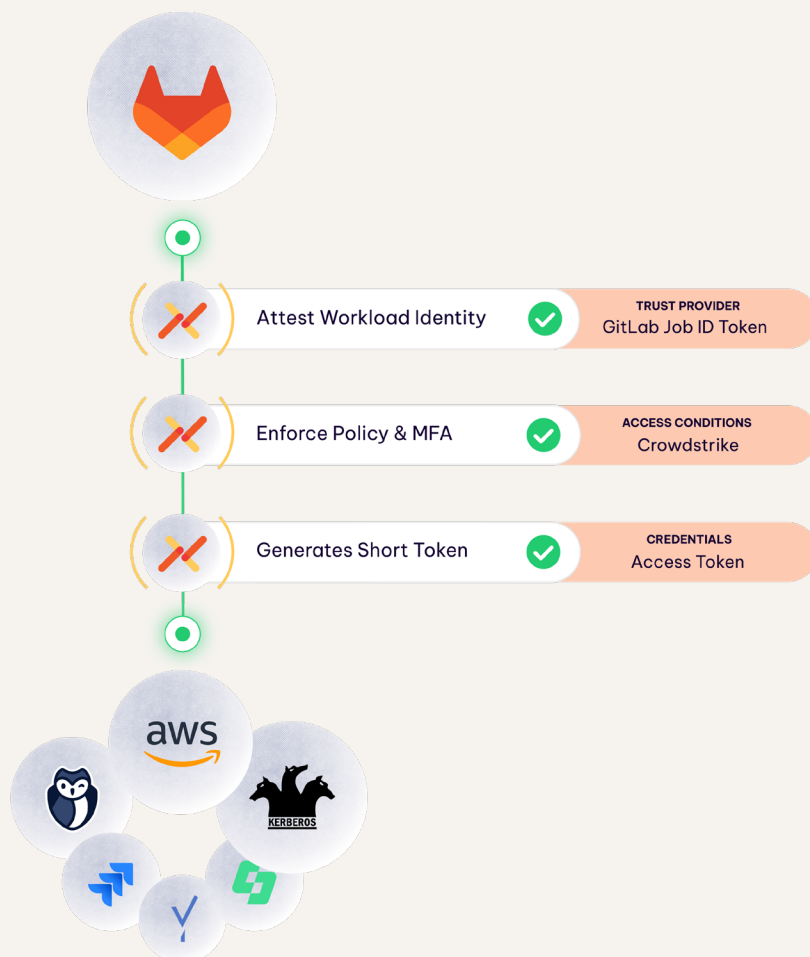 Attest Workload Identity
TRUST PROVIDER
GitLab Job ID Token
Enforce Policy & MFA
ACCESS CONDITIONS
Crowdstrike
Generates Short Token
CREDENTIALS
Access Token
aws
KERBEROS